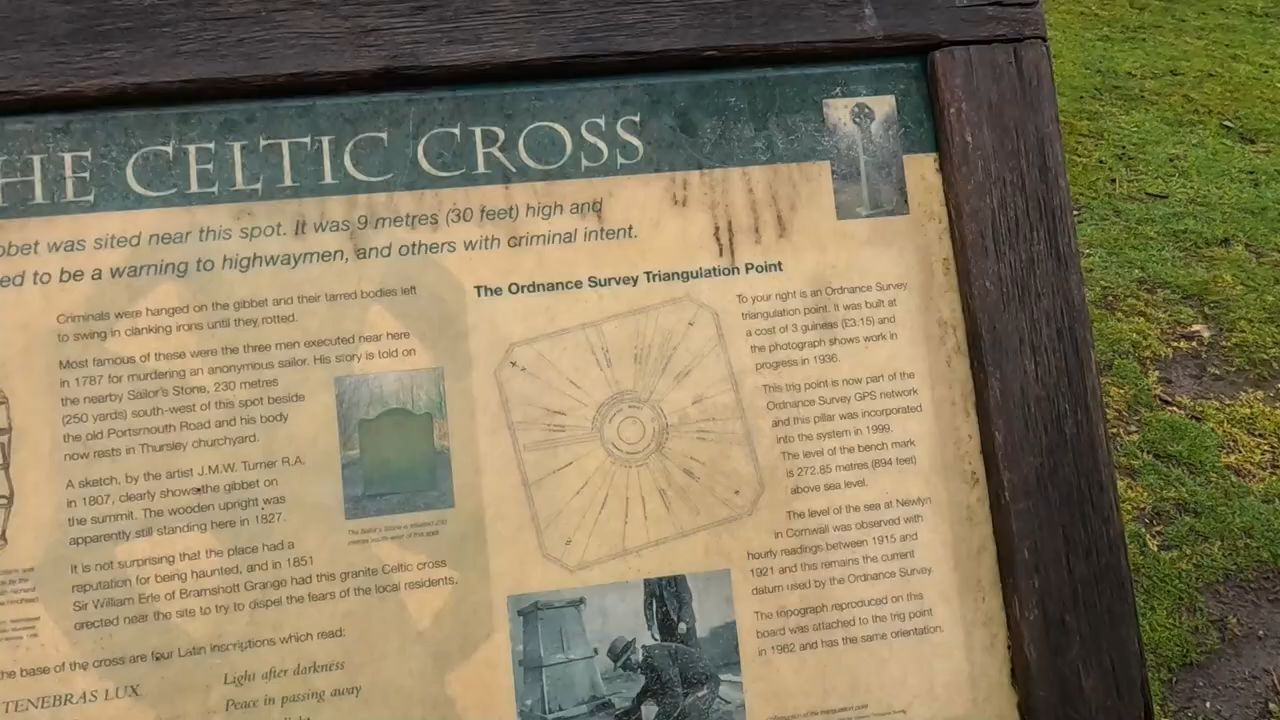 HE CELTIC CROSS
bbet was sited near this spot. It was 9 metres (30 feet) high and
ed to be a warning to highwaymen, and others with criminal intent.
Criminals were hanged on the gibbet and their tarred bodies left
to swing in clanking irons until they rotted.
Most famous of these were the three men executed near here
in 1787 for murdering an anonymous sailor. His story is told on
the nearby Sailor's Stone, 230 metres
(250 yards) south-west of this spot beside
the old Portsmouth Road and his body
now rests in Thursley churchyard.
A sketch, by the artist J.M.W. Turner R.A.
in 1807, clearly shows the gibbet on
the summit. The wooden upright was
apparently still standing here in 1827.
The Sailor's Stone is situated 230
metres south-west of this spot
It is not surprising that the place had a
reputation for being haunted, and in 1851
Sir William Erle of Bramshott Grange had this granite Celtic cross
erected near the site to try to dispel the fears of the local residents.
the base of the cross are four Latin inscriptions which read:
TENEBRAS LUX
Light after darkness
Peace in passing away
The Ordnance Survey Triangulation Point
To your right is an Ordnance Survey
triangulation point. It was built at
a cost of 3 guineas (£3.15) and
the photograph shows work in
progress in 1936.
This trig point is now part of the
Ordnance Survey GPS network
and this pillar was incorporated
into the system in 1999.
The level of the bench mark
is 272.85 metres (894 feet)
above sea level.
The level of the sea at Newlyn
in Cornwall was observed with
hourly readings between 1915 and
1921 and this remains the current
datum used by the Ordnance Survey.
The topograph reproduced on this
board was attached to the trig point
in 1962 and has the same orientation.